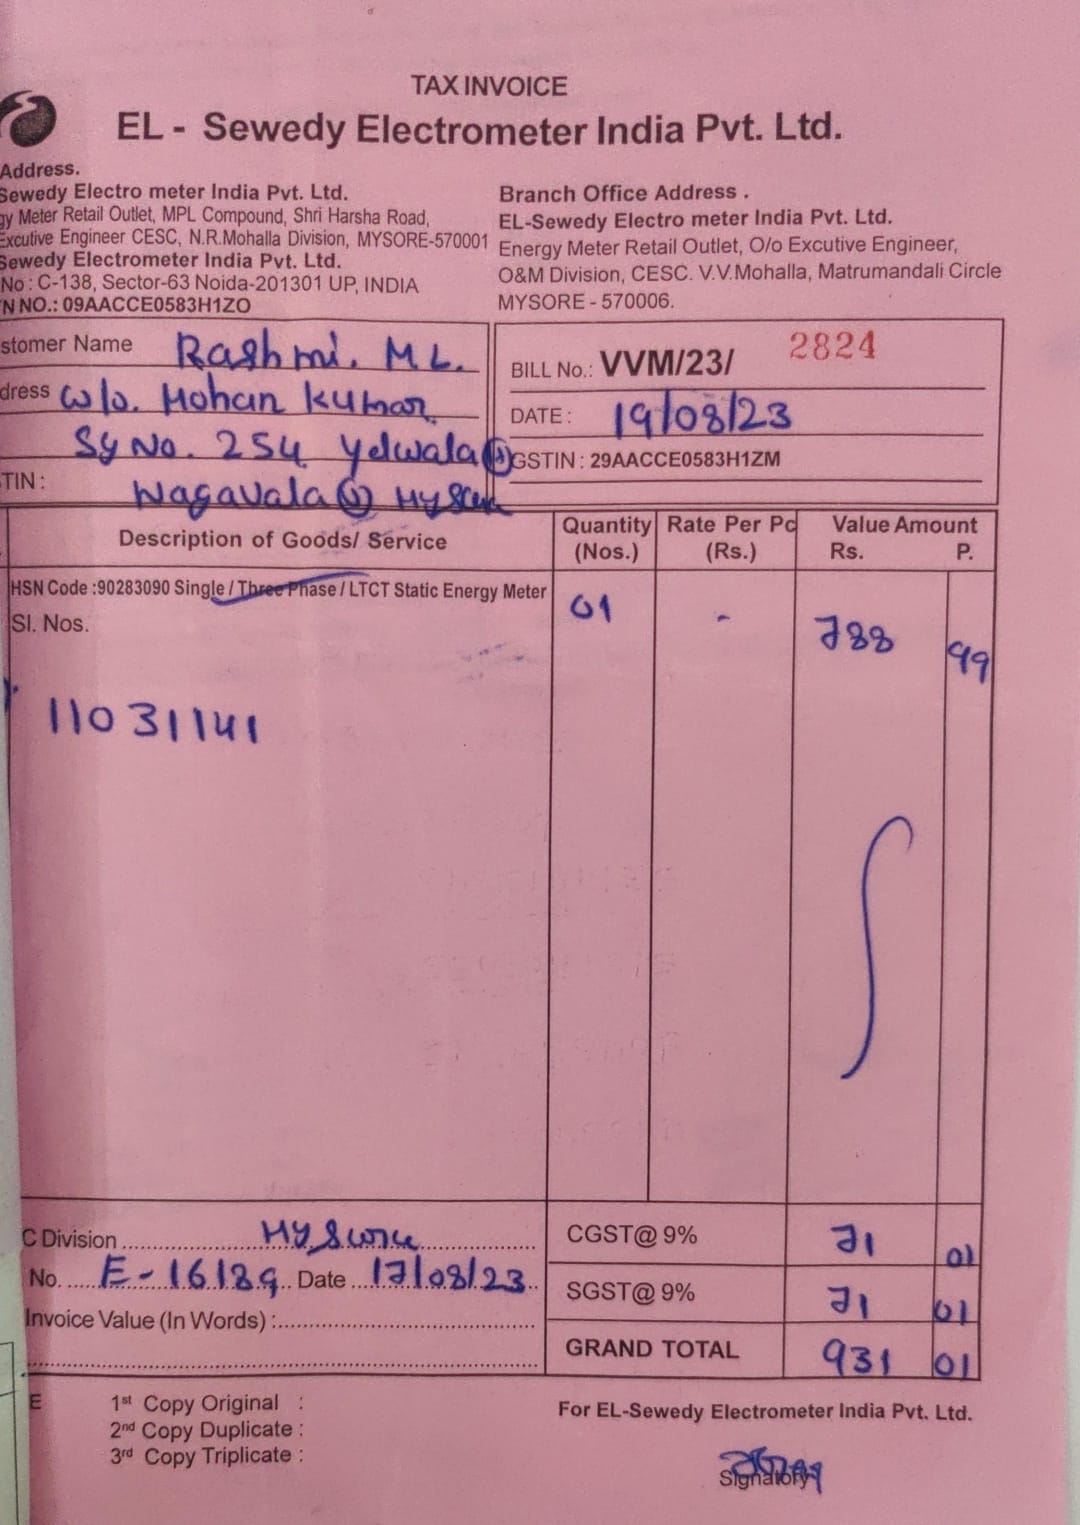 TAX INVOICE
EL - Sewedy Electrometer India Pvt. Ltd.
Address.
Sewedy Electro meter India Pvt. Ltd.
gy Meter Retail Outlet, MPL Compound, Shri Harsha Road,
Excutive Engineer CESC, N.R.Mohalla Division, MYSORE-570001
Sewedy Electrometer India Pvt. Ltd.
No : C-138, Sector-63 Noida-201301 UP, INDIA
N NO.: 09AACCE0583H1ZO
Branch Office Address .
EL-Sewedy Electro meter India Pvt. Ltd.
Energy Meter Retail Outlet, O/o Excutive Engineer,
O&M Division, CESC. V.V.Mohalla, Matrumandali Circle
MYSORE - 570006.
stomer Name Rashmi. M L.
dress w/o. Mohan Kumar
Sy No. 254 Yelwala (H)
TIN : Nagavala (V)
BILL No.: VVM/23/ 2824
DATE : 19/08/23
GSTIN : 29AACCE0583H1ZM
Description of Goods/ Service Quantity (Nos.) Rate Per Pc (Rs.) Value Amount Rs. P.
HSN Code :90283090 Single / Three Phase / LTCT Static Energy Meter 01 - 788 99
Sl. Nos.
11031141
C Division Mysore
No. E-16189 Date 17/08/23
Invoice Value (In Words) :
CGST@ 9% 71 01
SGST@ 9% 71 01
GRAND TOTAL 931 01
E 1st Copy Original :
2nd Copy Duplicate :
3rd Copy Triplicate :
For EL-Sewedy Electrometer India Pvt. Ltd.
Signatory